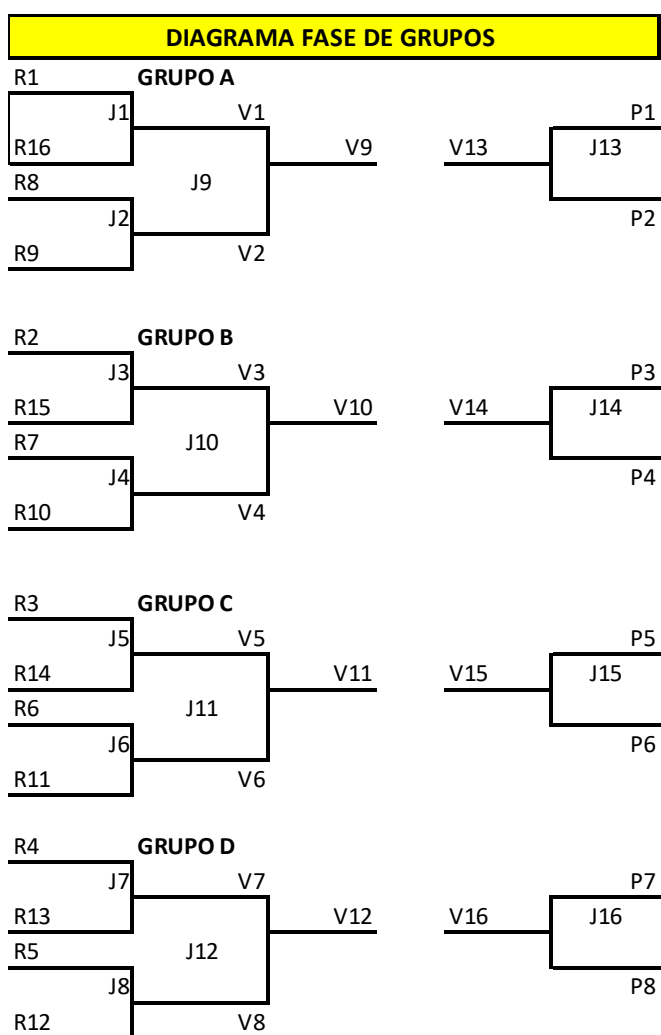 DIAGRAMA FASE DE GRUPOS
R1 GRUPO A
J1 V1 P1
R16 V9 V13 J13
R8 J9
J2 P2
R9 V2
R2 GRUPO B
J3 V3 P3
R15 V10 V14 J14
R7 J10
J4 P4
R10 V4
R3 GRUPO C
J5 V5 P5
R14 V11 V15 J15
R6 J11
J6 P6
R11 V6
R4 GRUPO D
J7 V7 P7
R13 V12 V16 J16
R5 J12
J8 P8
R12 V8